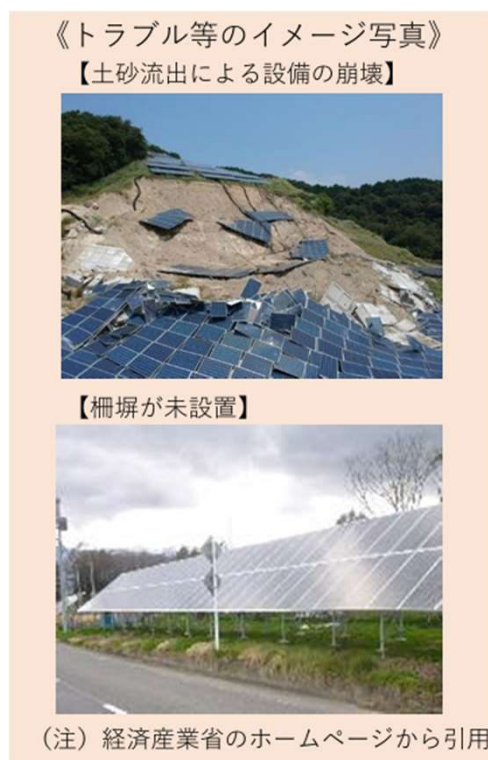 《トラブル等のイメージ写真》
【土砂流出による設備の崩壊】
【柵塀が未設置】
（注）経済産業省のホームページから引用